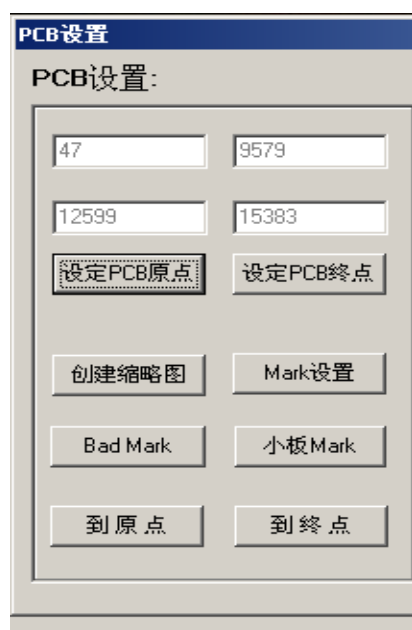 PCB设置
PCB设置:
47 9579
12599 15383
设定PCB原点 设定PCB终点
创建缩略图 Mark设置
Bad Mark 小板Mark
到 原 点 到 终 点